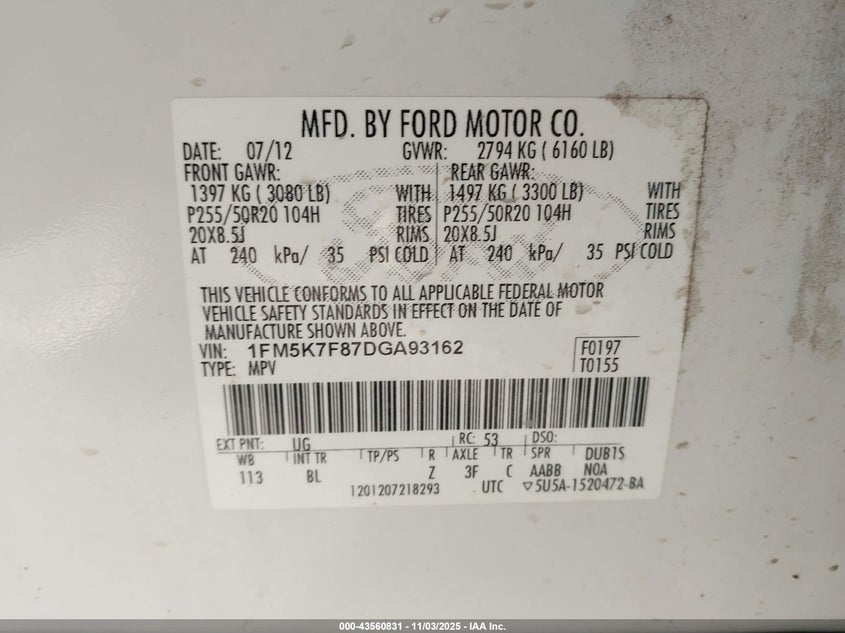 MFD. BY FORD MOTOR CO.
DATE: 07/12 GVWR: 2794 KG ( 6160 LB)
FRONT GAWR: REAR GAWR:
1397 KG ( 3080 LB) WITH 1497 KG ( 3300 LB) WITH
P255/50R20 104H TIRES P255/50R20 104H TIRES
20X8.5J RIMS 20X8.5J RIMS
AT 240 kPa/ 35 PSI COLD AT 240 kPa/ 35 PSI COLD
THIS VEHICLE CONFORMS TO ALL APPLICABLE FEDERAL MOTOR
VEHICLE SAFETY STANDARDS IN EFFECT ON THE DATE OF
MANUFACTURE SHOWN ABOVE.
VIN: 1FM5K7F87DGA93162 F0197
TYPE: MPV T0155
EXT PNT: UG RC: 53 DSO:
WB INT TR TP/PS R AXLE TR SPR DUB1S
113 BL Z 3F C AABB NOA
1201207218293 UTC ▽5U5A-1520472-BA
000-43560831 - 11/03/2025 - IAA Inc.